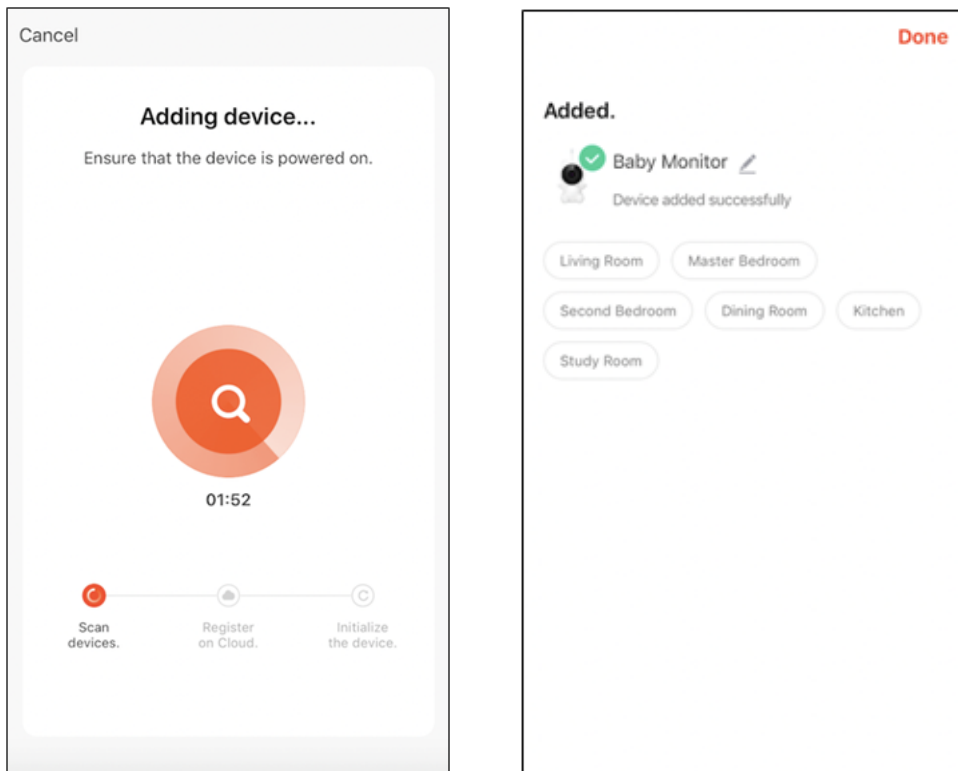 Cancel
Adding device...
Ensure that the device is powered on.
01:52
Scan
devices.
Register
on Cloud.
Initialize
the device.
Done
Added.
Baby Monitor
Device added successfully
Living Room
Master Bedroom
Second Bedroom
Dining Room
Kitchen
Study Room